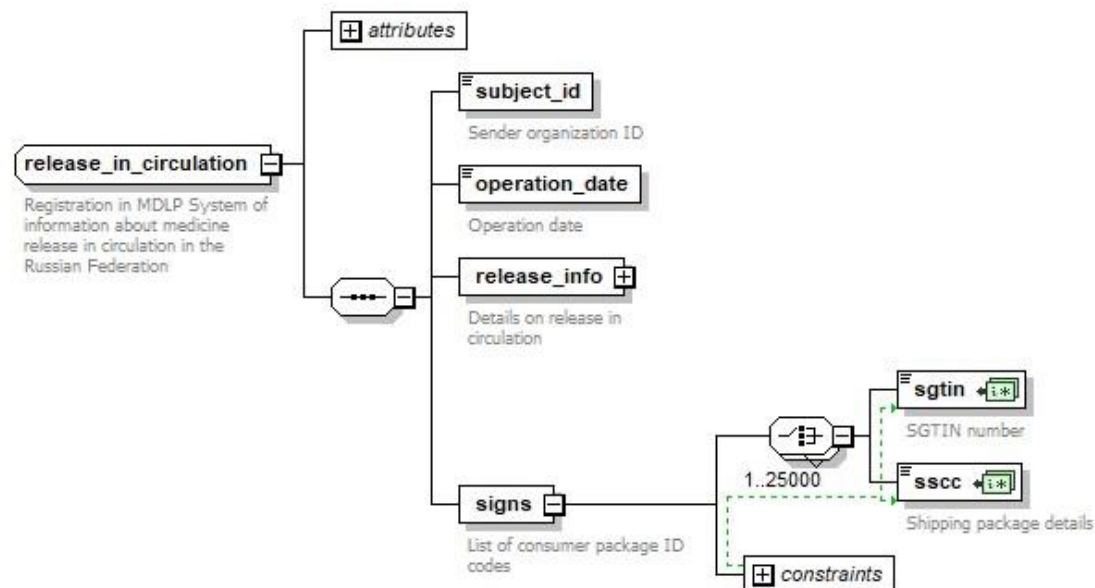 attributes
subject_id
Sender organization ID
release_in_circulation
Registration in MDLP System of
information about medicine
release in circulation in the
Russian Federation
operation_date
Operation date
release_info
Details on release in
circulation
sgtin
SGTIN number
1..25000
sscc
Shipping package details
signs
List of consumer package ID
codes
constraints